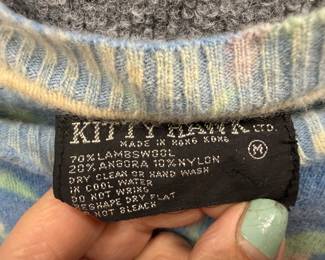 KITTY HAWK LTD.
MADE IN HONG KONG
70% LAMBSWOOL
20% ANGORA 10% NYLON
M
DRY CLEAN OR HAND WASH
IN COOL WATER
DO NOT WRING
RESHAPE DRY FLAT
DO NOT BLEACH